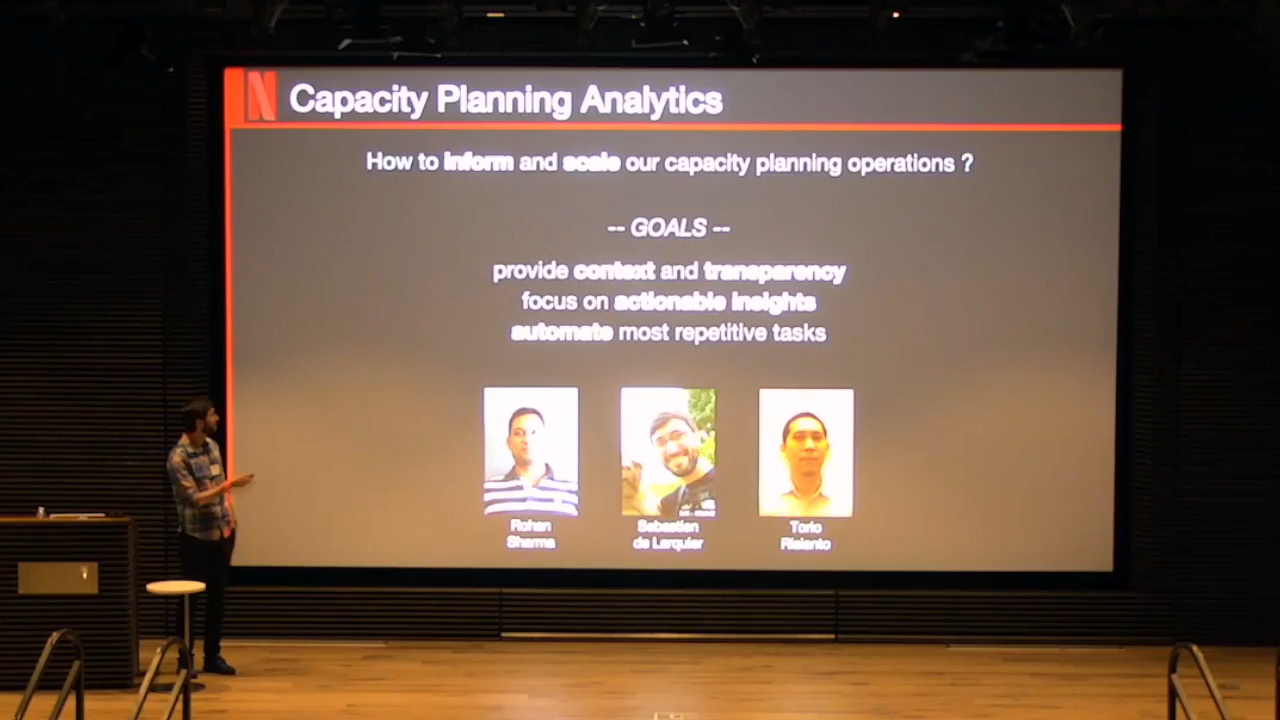 N Capacity Planning Analytics
How to inform and scale our capacity planning operations ?
-- GOALS --
provide context and transparency
focus on actionable insights
automate most repetitive tasks
Rohan
Sharma
Sebastien
de Larquier
Torio
Risianto